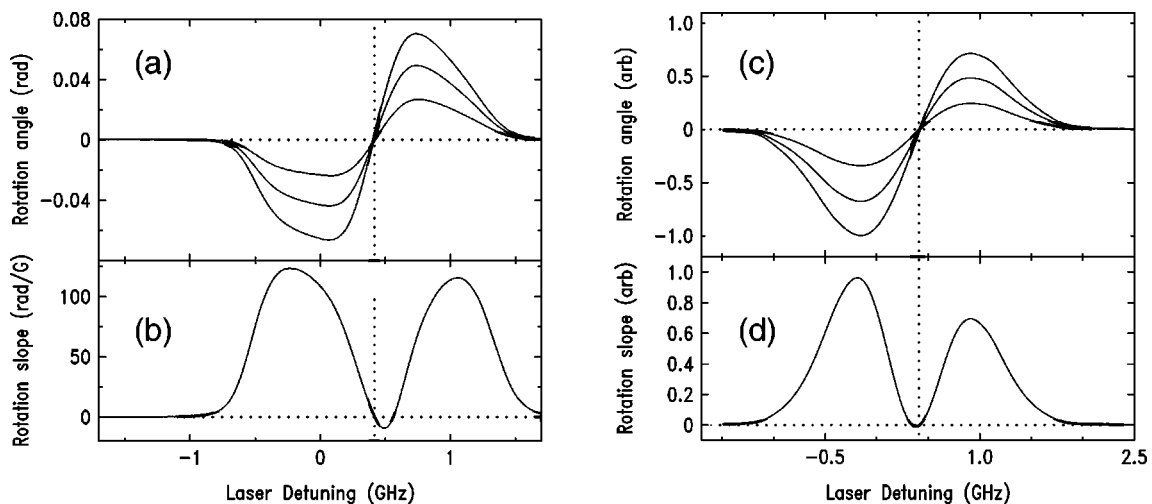 (a)
Rotation angle (rad)
0.08
0.04
0
−0.04
(b)
Rotation slope (rad/G)
100
50
0
−1
0
1
Laser Detuning (GHz)
(c)
Rotation angle (arb)
1.0
0.5
0
−0.5
−1.0
(d)
Rotation slope (arb)
1.0
0.8
0.6
0.4
0.2
0
−0.5
1.0
2.5
Laser Detuning (GHz)